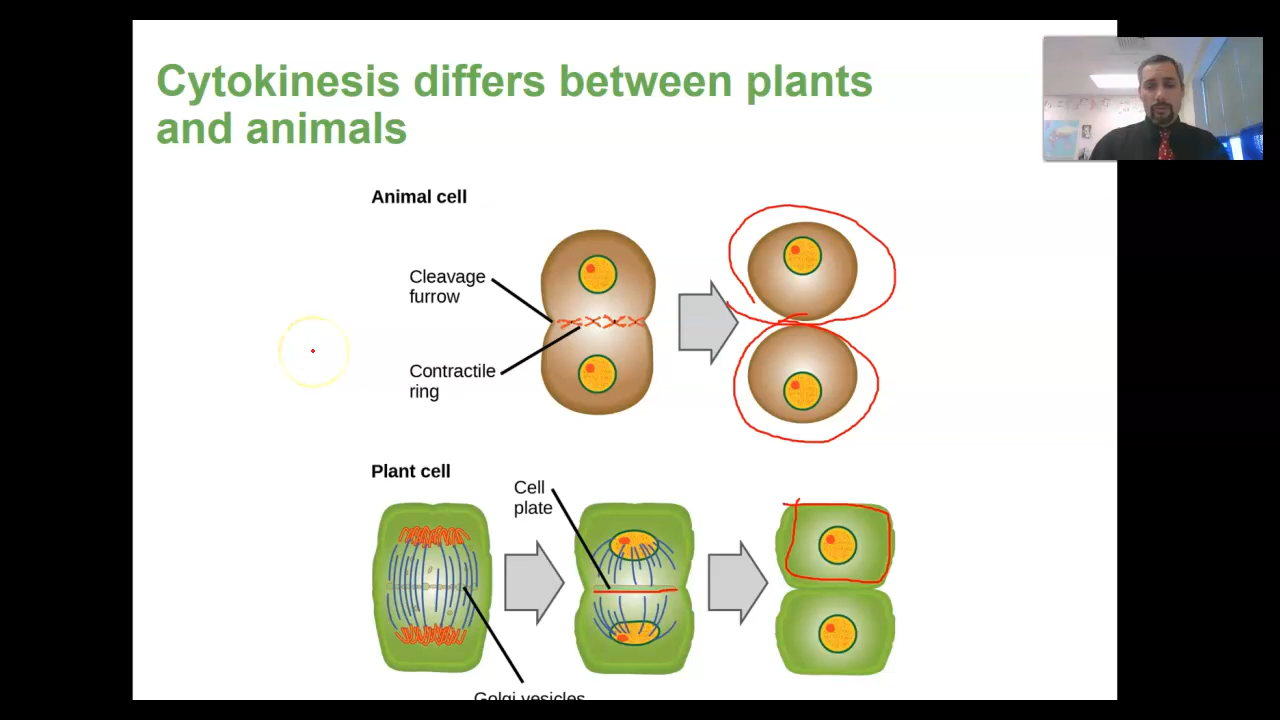 Cytokinesis differs between plants
and animals
Animal cell
Cleavage
furrow
Contractile
ring
Plant cell
Cell
plate
Golgi vesicles